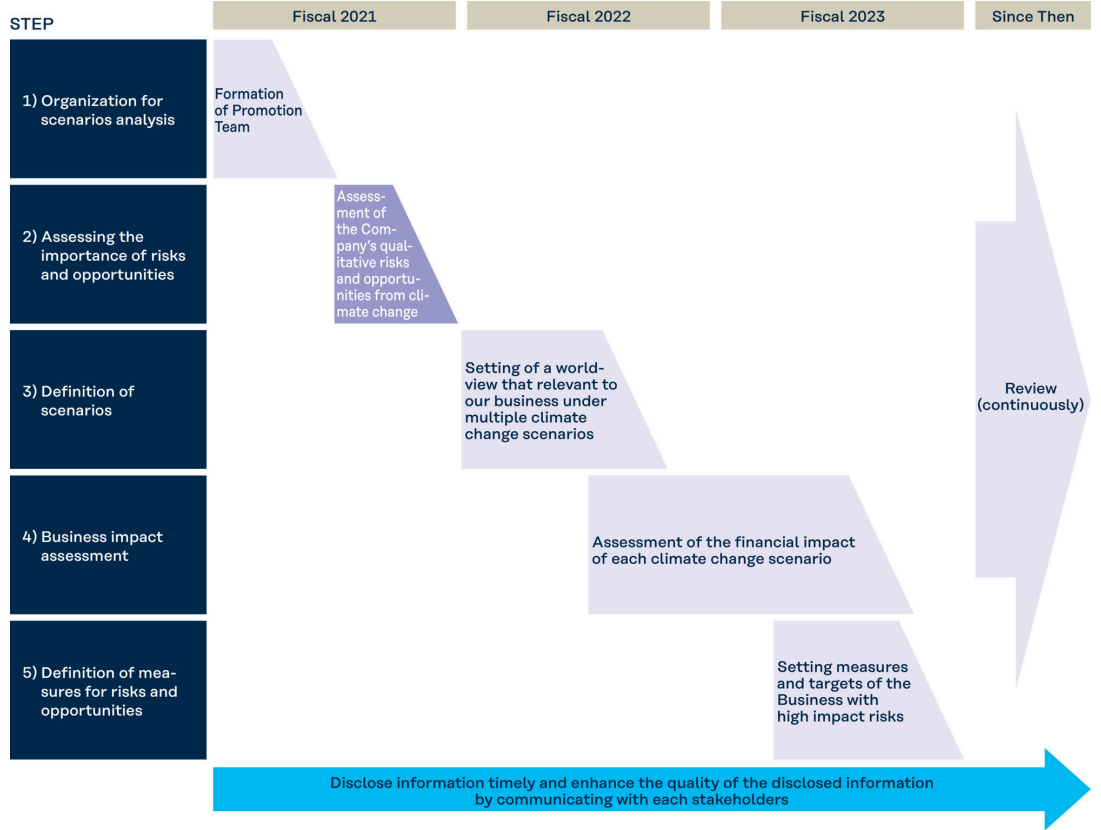 STEP
Fiscal 2021
Fiscal 2022
Fiscal 2023
Since Then
1) Organization for
scenarios analysis
Formation
of Promotion
Team
2) Assessing the
importance of risks
and opportunities
Assess-
ment of
the Com-
pany's qual-
itative risks
and opportu-
nities from cli-
mate change
3) Definition of
scenarios
Setting of a world-
view that relevant to
our business under
multiple climate
change scenarios
Review
(continuously)
4) Business impact
assessment
Assessment of the financial impact
of each climate change scenario
5) Definition of mea-
sures for risks and
opportunities
Setting measures
and targets of the
Business with
high impact risks
Disclose information timely and enhance the quality of the disclosed information
by communicating with each stakeholders